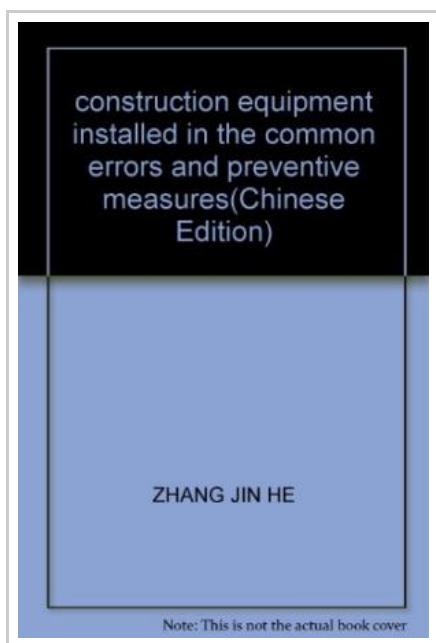 construction equipment
installed in the common
errors and preventive
measures(Chinese
Edition)
ZHANG JIN HE
Note: This is not the actual book cover